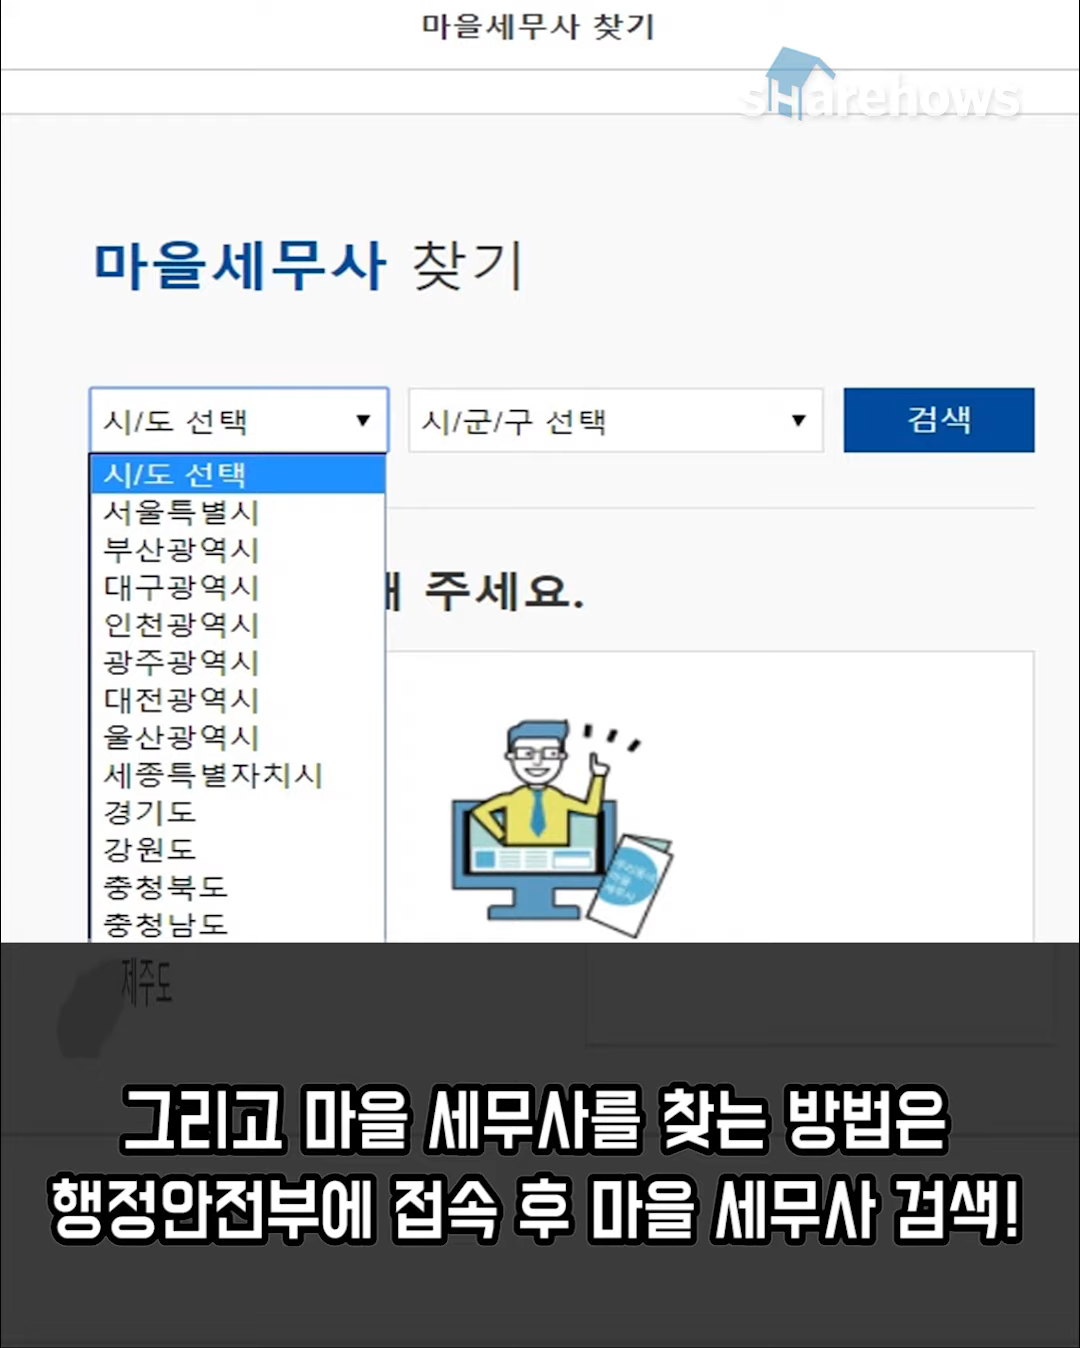 마을세무사 찾기
sHarehows
마을세무사 찾기
시/도 선택 ▼
시/군/구 선택 ▼
검색
시/도 선택
서울특별시
부산광역시
대구광역시
인천광역시
광주광역시
대전광역시
울산광역시
세종특별자치시
경기도
강원도
충청북도
충청남도
주세요.
마을
세무사
제주도
그리고 마을 세무사를 찾는 방법은
행정안전부에 접속 후 마을 세무사 검색!